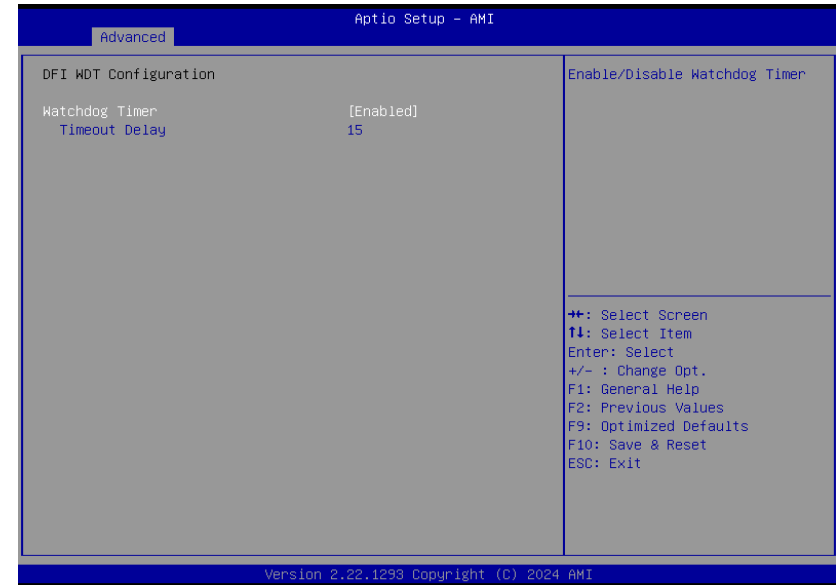 Aptio Setup – AMI
Advanced
DFI WDT Configuration
Watchdog Timer [Enabled]
Timeout Delay 15
Enable/Disable Watchdog Timer
→←: Select Screen
↑↓: Select Item
Enter: Select
+/- : Change Opt.
F1: General Help
F2: Previous Values
F9: Optimized Defaults
F10: Save & Reset
ESC: Exit
Version 2.22.1293 Copyright (C) 2024 AMI